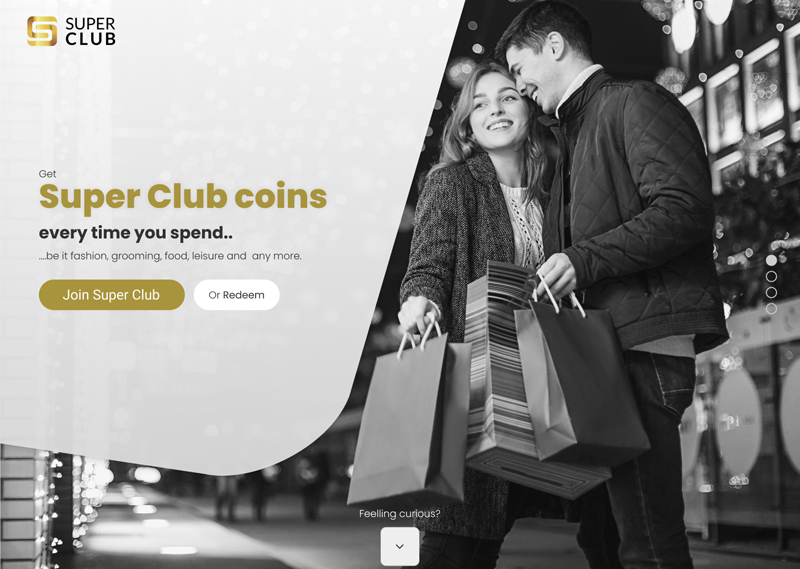 SUPER
CLUB
Get
Super Club coins
every time you spend..
...be it fashion, grooming, food, leisure and any more.
Join Super Club
Or Redeem
Feelling curious?